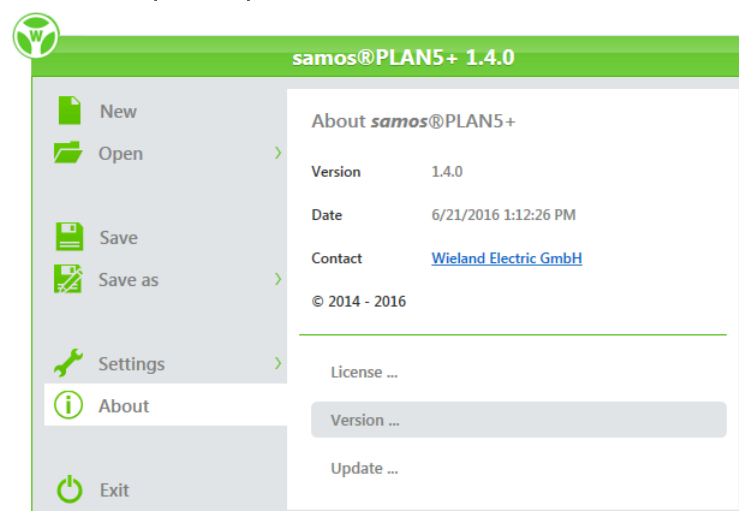 W
samos®PLAN5+ 1.4.0
New
Open
Save
Save as
Settings
About
Exit
About samos®PLAN5+
Version 1.4.0
Date 6/21/2016 1:12:26 PM
Contact Wieland Electric GmbH
© 2014 - 2016
License ...
Version ...
Update ...